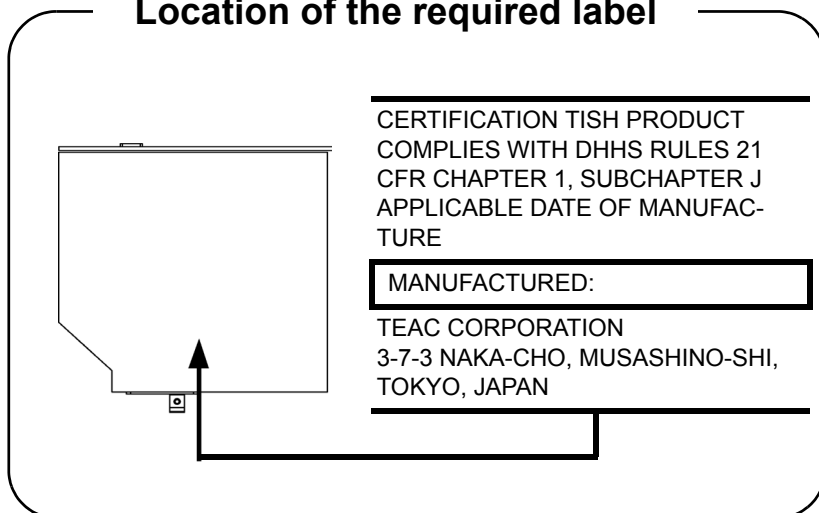 Location of the required label
CERTIFICATION TISH PRODUCT
COMPLIES WITH DHHS RULES 21
CFR CHAPTER 1, SUBCHAPTER J
APPLICABLE DATE OF MANUFAC-
TURE
MANUFACTURED:
TEAC CORPORATION
3-7-3 NAKA-CHO, MUSASHINO-SHI,
TOKYO, JAPAN